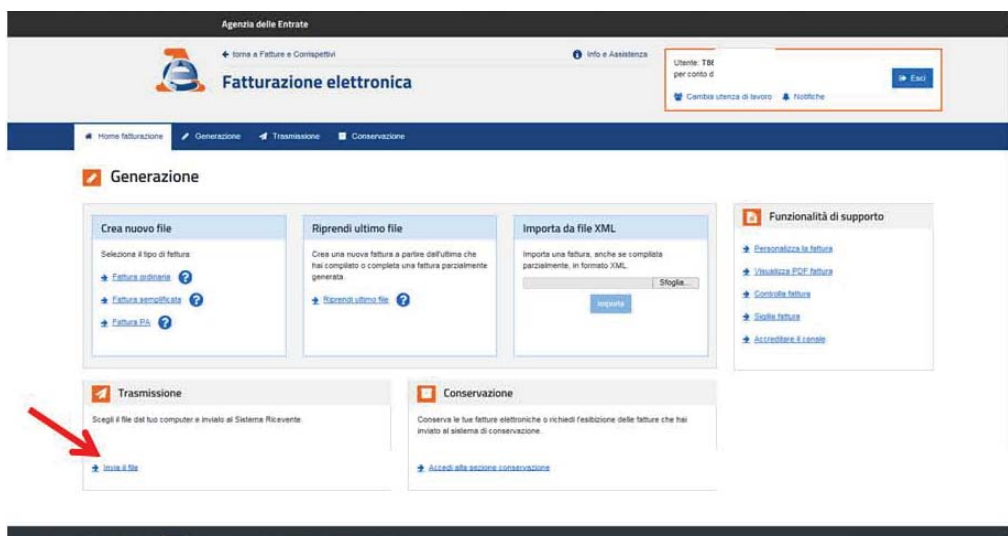 Agenzia delle Entrate
torna a Fatture e Corrispettivi
Info e Assistenza
Fatturazione elettronica
Utente: T8E
per conto d
Esci
Cambia utenza di lavoro
Notifiche
Home fatturazione
Generazione
Trasmissione
Conservazione
Generazione
Crea nuovo file
Seleziona il tipo di fattura
Fattura ordinaria ?
Fattura semplificata ?
Fattura PA ?
Riprendi ultimo file
Crea una nuova fattura a partire dall'ultima che
hai compilato o completa una fattura parzialmente
generata.
Riprendi ultimo file ?
Importa da file XML
Importa una fattura, anche se compilata
parzialmente, in formato XML.
Sfoglia...
Importa
Funzionalità di supporto
Personalizza la fattura
Visualizza PDF fattura
Controlla fattura
Sigilla fattura
Accreditare il canale
Trasmissione
Scegli il file dal tuo computer e invialo al Sistema Ricevente.
Invia il file
Conservazione
Conserva le tue fatture elettroniche o richiedi l'esibizione delle fatture che hai
inviato al sistema di conservazione.
Accedi alla sezione conservazione